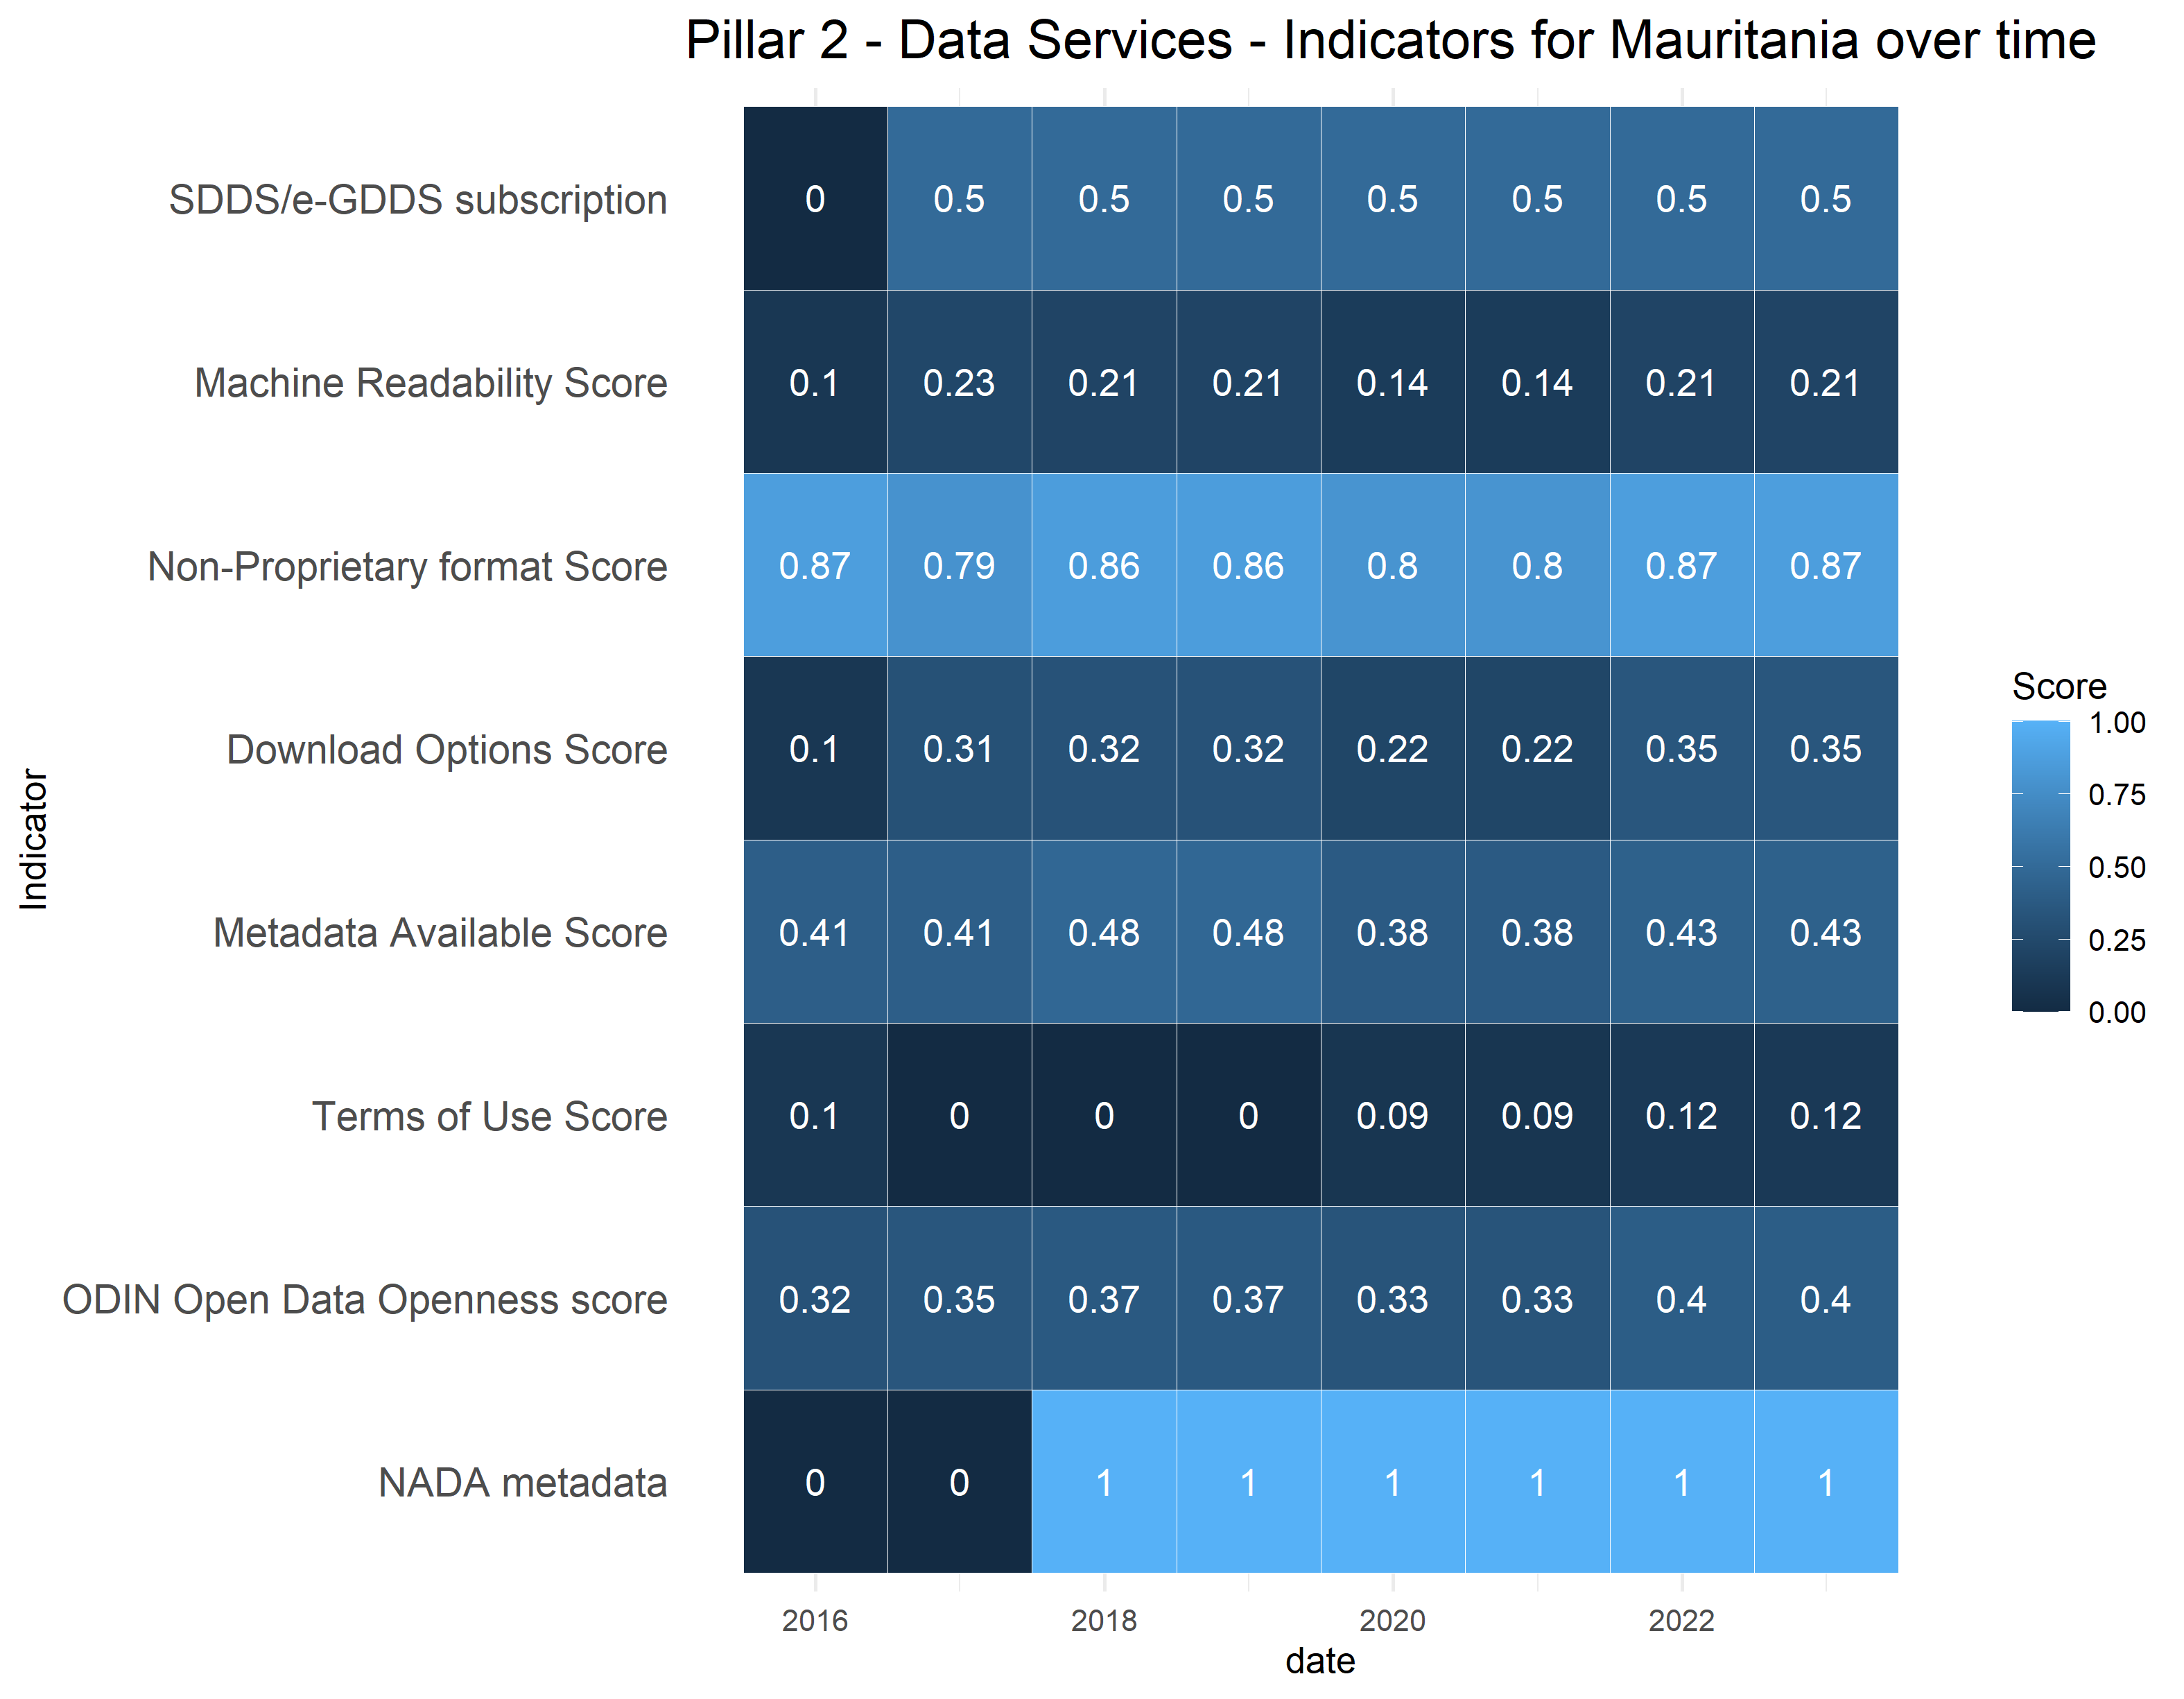 Pillar 2 - Data Services - Indicators for Mauritania over time
SDDS/e-GDDS subscription 0 0.5 0.5 0.5 0.5 0.5 0.5 0.5
Machine Readability Score 0.1 0.23 0.21 0.21 0.14 0.14 0.21 0.21
Non-Proprietary format Score 0.87 0.79 0.86 0.86 0.8 0.8 0.87 0.87
Download Options Score 0.1 0.31 0.32 0.32 0.22 0.22 0.35 0.35
Metadata Available Score 0.41 0.41 0.48 0.48 0.38 0.38 0.43 0.43
Terms of Use Score 0.1 0 0 0 0.09 0.09 0.12 0.12
ODIN Open Data Openness score 0.32 0.35 0.37 0.37 0.33 0.33 0.4 0.4
NADA metadata 0 0 1 1 1 1 1 1
2016 2018 2020 2022
date
Indicator
Score
1.00
0.75
0.50
0.25
0.00